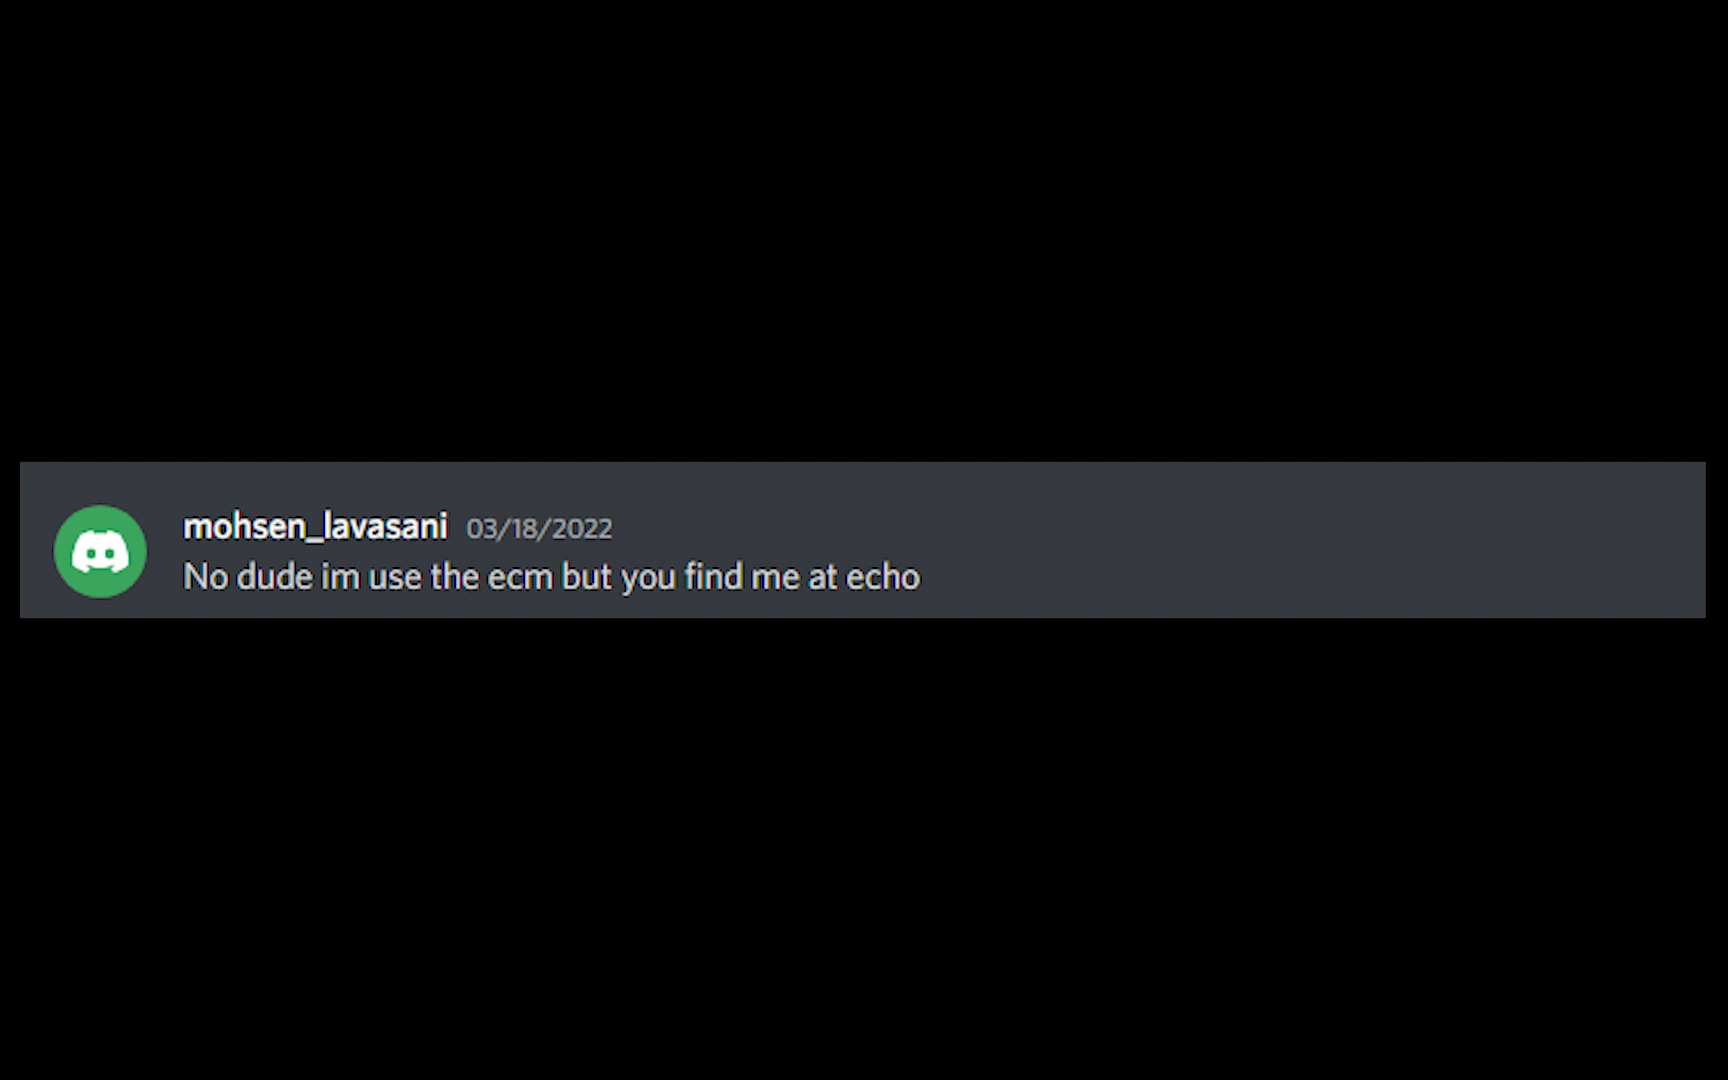 mohsen_lavasani 03/18/2022
No dude im use the ecm but you find me at echo